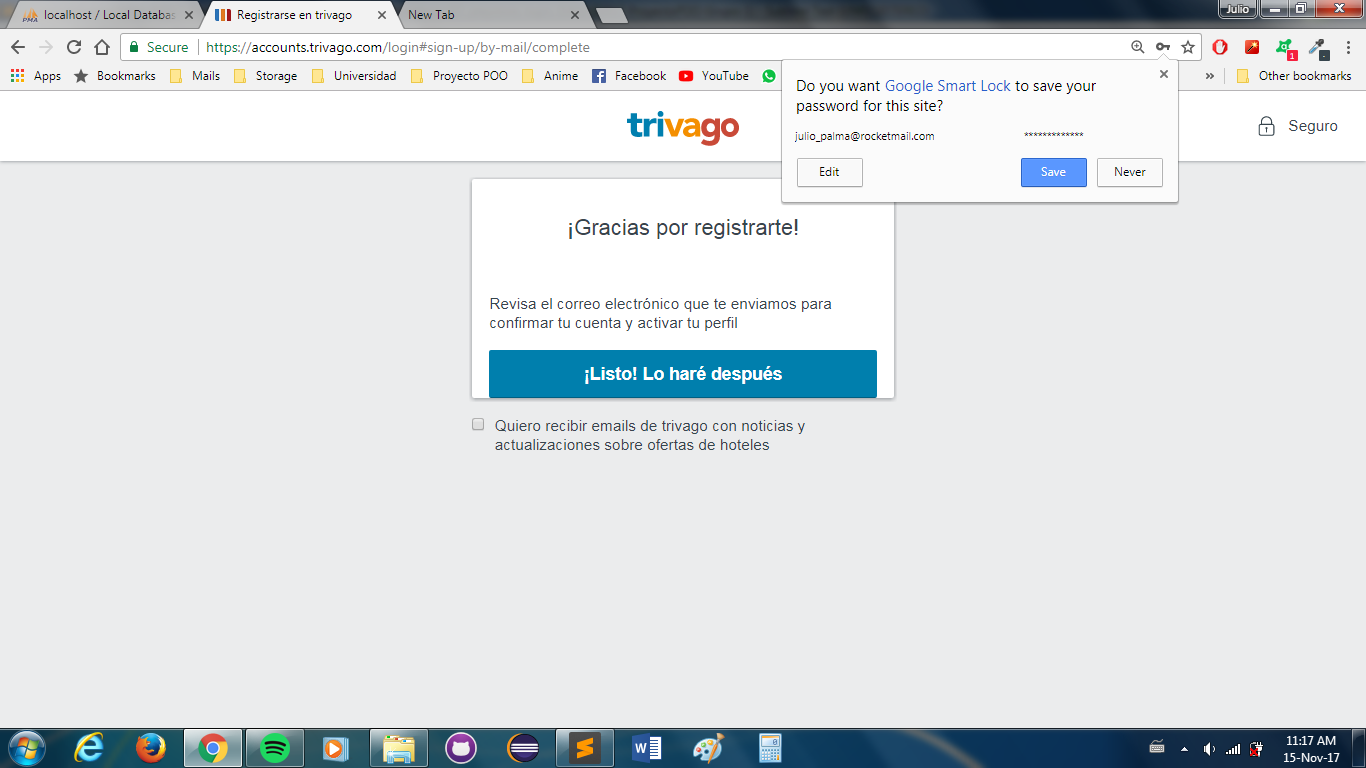 localhost / Local Databas
Registrarse en trivago
New Tab
Julio
Secure
https://accounts.trivago.com/login#sign-up/by-mail/complete
1
Apps
Bookmarks
Mails
Storage
Universidad
Proyecto POO
Anime
Facebook
YouTube
»
Other bookmarks
Do you want Google Smart Lock to save your
password for this site?
julio_palma@rocketmail.com *************
Edit
Save
Never
trivago
Seguro
¡Gracias por registrarte!
Revisa el correo electrónico que te enviamos para
confirmar tu cuenta y activar tu perfil
¡Listo! Lo haré después
Quiero recibir emails de trivago con noticias y
actualizaciones sobre ofertas de hoteles
11:17 AM
15-Nov-17